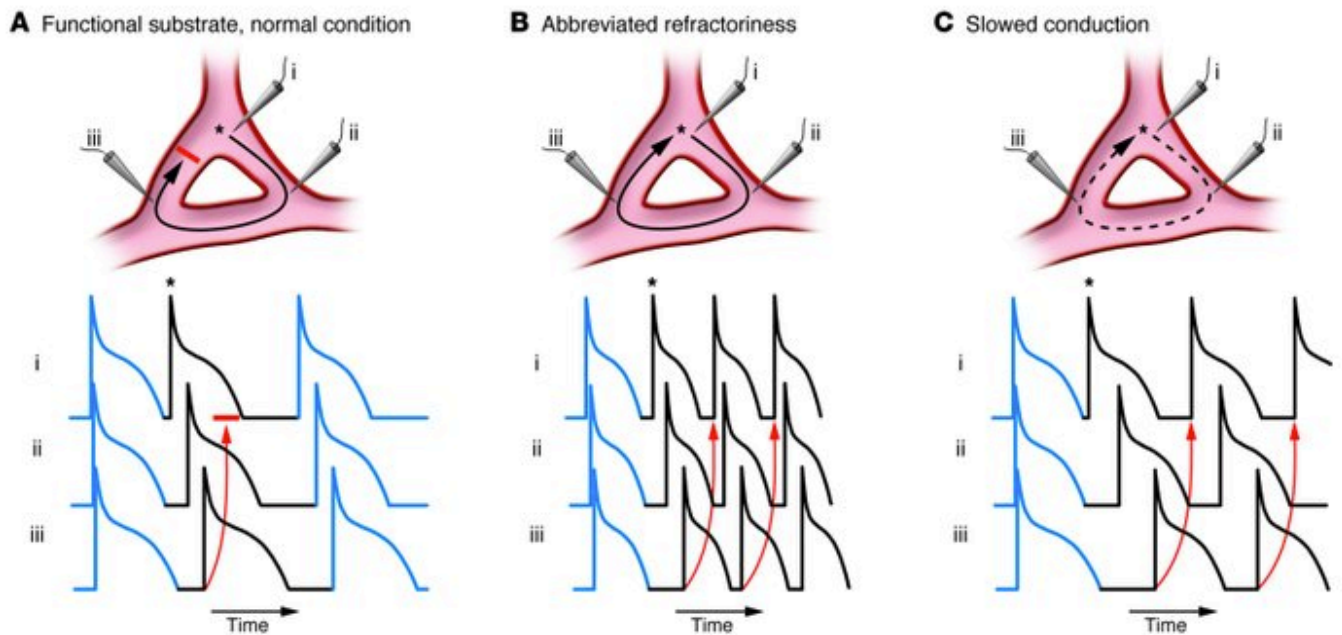 A Functional substrate, normal condition
B Abbreviated refractoriness
C Slowed conduction
i
ii
iii
*
i
ii
iii
*
i
ii
iii
*
*
i
ii
iii
Time
*
i
ii
iii
Time
*
i
ii
iii
Time